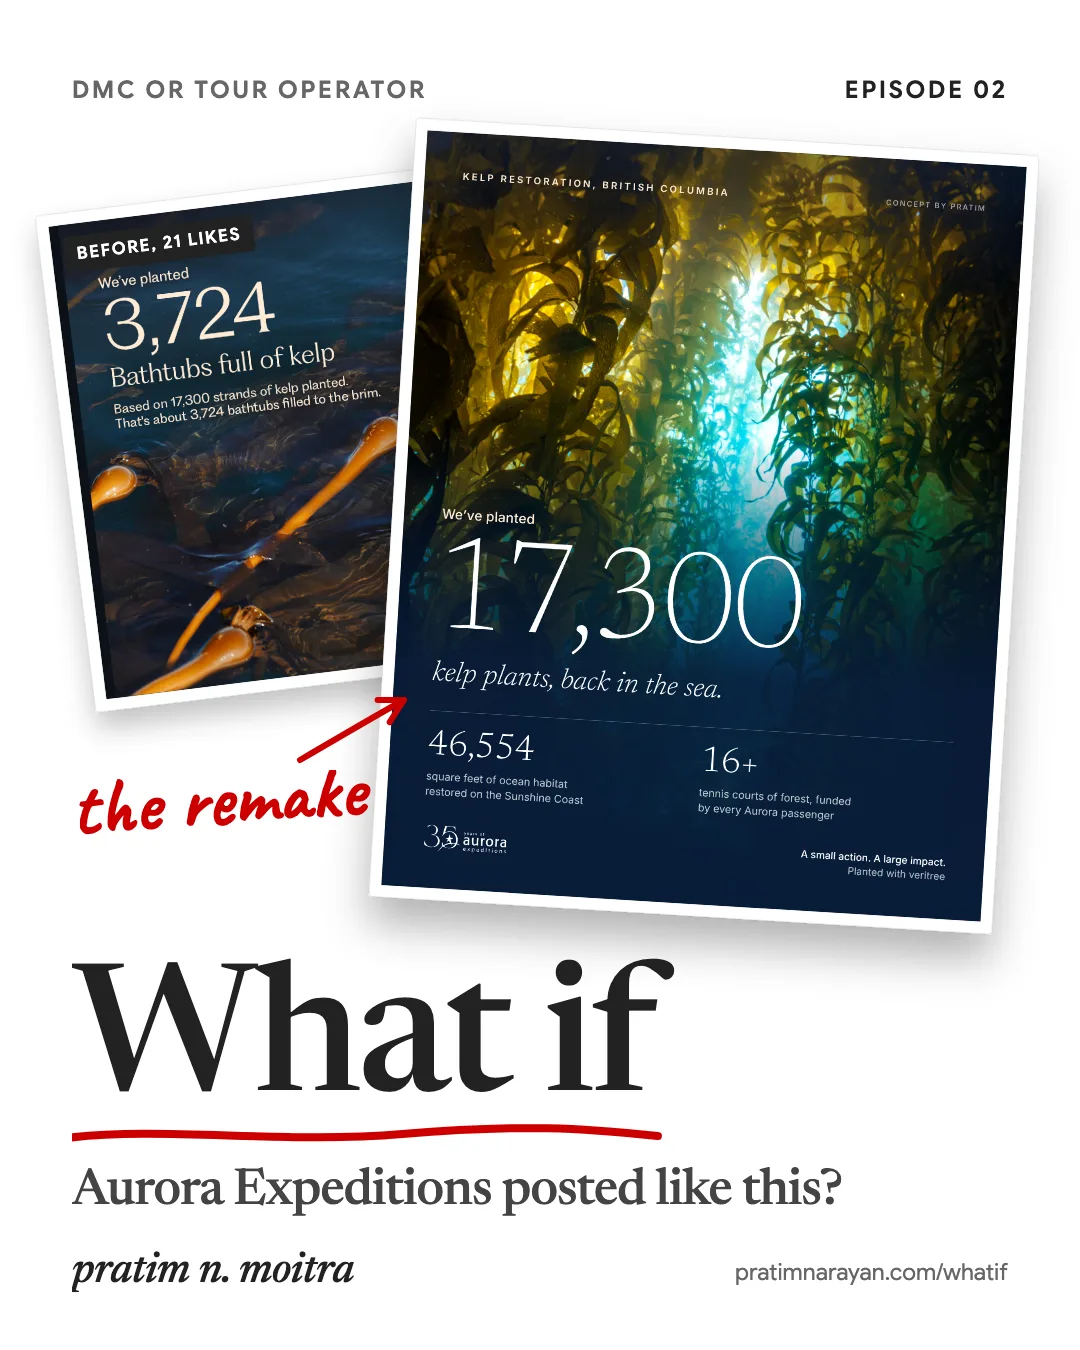 DMC OR TOUR OPERATOR
EPISODE 02
BEFORE, 21 LIKES
We've planted
3,724
Bathtubs full of kelp
Based on 17,300 strands of kelp planted.
That's about 3,724 bathtubs filled to the brim.
KELP RESTORATION, BRITISH COLUMBIA
CONCEPT BY PRATIM
We've planted
17,300
kelp plants, back in the sea.
46,554
square feet of ocean habitat
restored on the Sunshine Coast
16+
tennis courts of forest, funded
by every Aurora passenger
35 years of
aurora
expeditions
A small action. A large impact.
Planted with veritree
the remake
What if
Aurora Expeditions posted like this?
pratim n. moitra
pratimnarayan.com/whatif